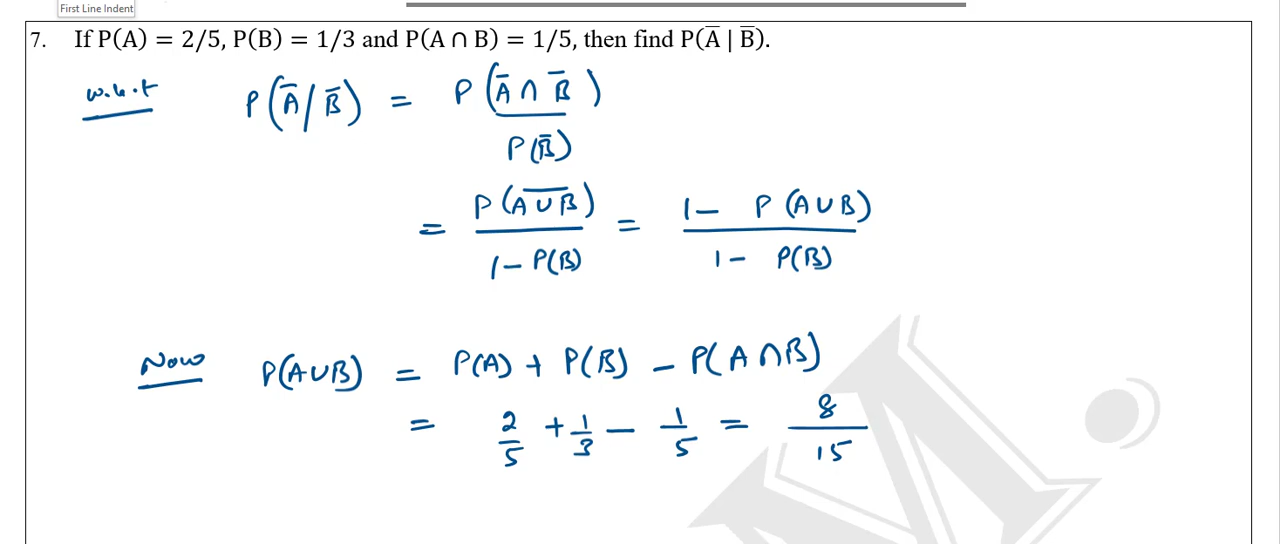 First Line Indent
7. If P(A) = 2/5, P(B) = 1/3 and P(A ∩ B) = 1/5, then find P(A̅ | B̅).
w.k.t P(A̅/B̅) = P(A̅ ∩ B̅)
P(B̅)
= P(A̅ ̅∪̅ ̅B̅) / 1 - P(B) = 1 - P(A ∪ B) / 1 - P(B)
Now P(A∪B) = P(A) + P(B) - P(A ∩ B)
= 2/5 + 1/3 - 1/5 = 8/15
M.